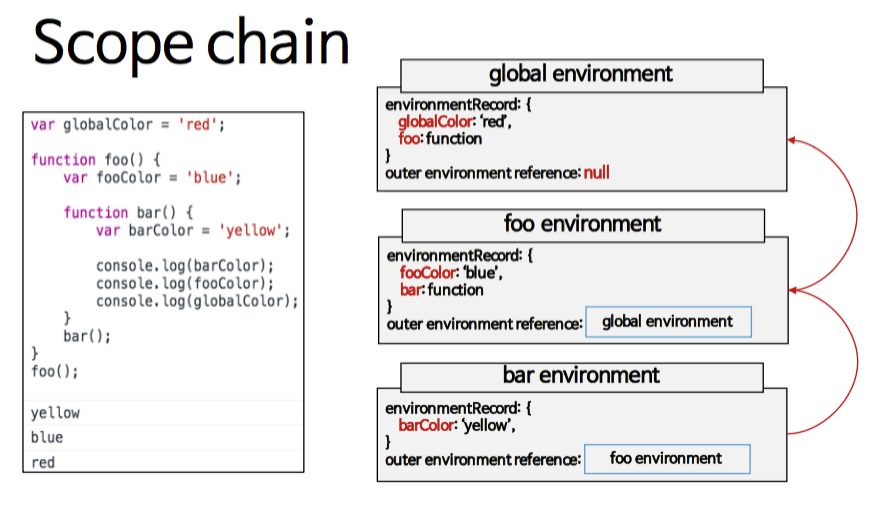 Scope chain
var globalColor = 'red';
function foo() {
var fooColor = 'blue';
function bar() {
var barColor = 'yellow';
console.log(barColor);
console.log(fooColor);
console.log(globalColor);
}
bar();
}
foo();
yellow
blue
red
global environment
environmentRecord: {
globalColor: 'red',
foo: function
}
outer environment reference: null
foo environment
environmentRecord: {
fooColor: 'blue',
bar: function
}
outer environment reference: global environment
bar environment
environmentRecord: {
barColor: 'yellow',
}
outer environment reference: foo environment